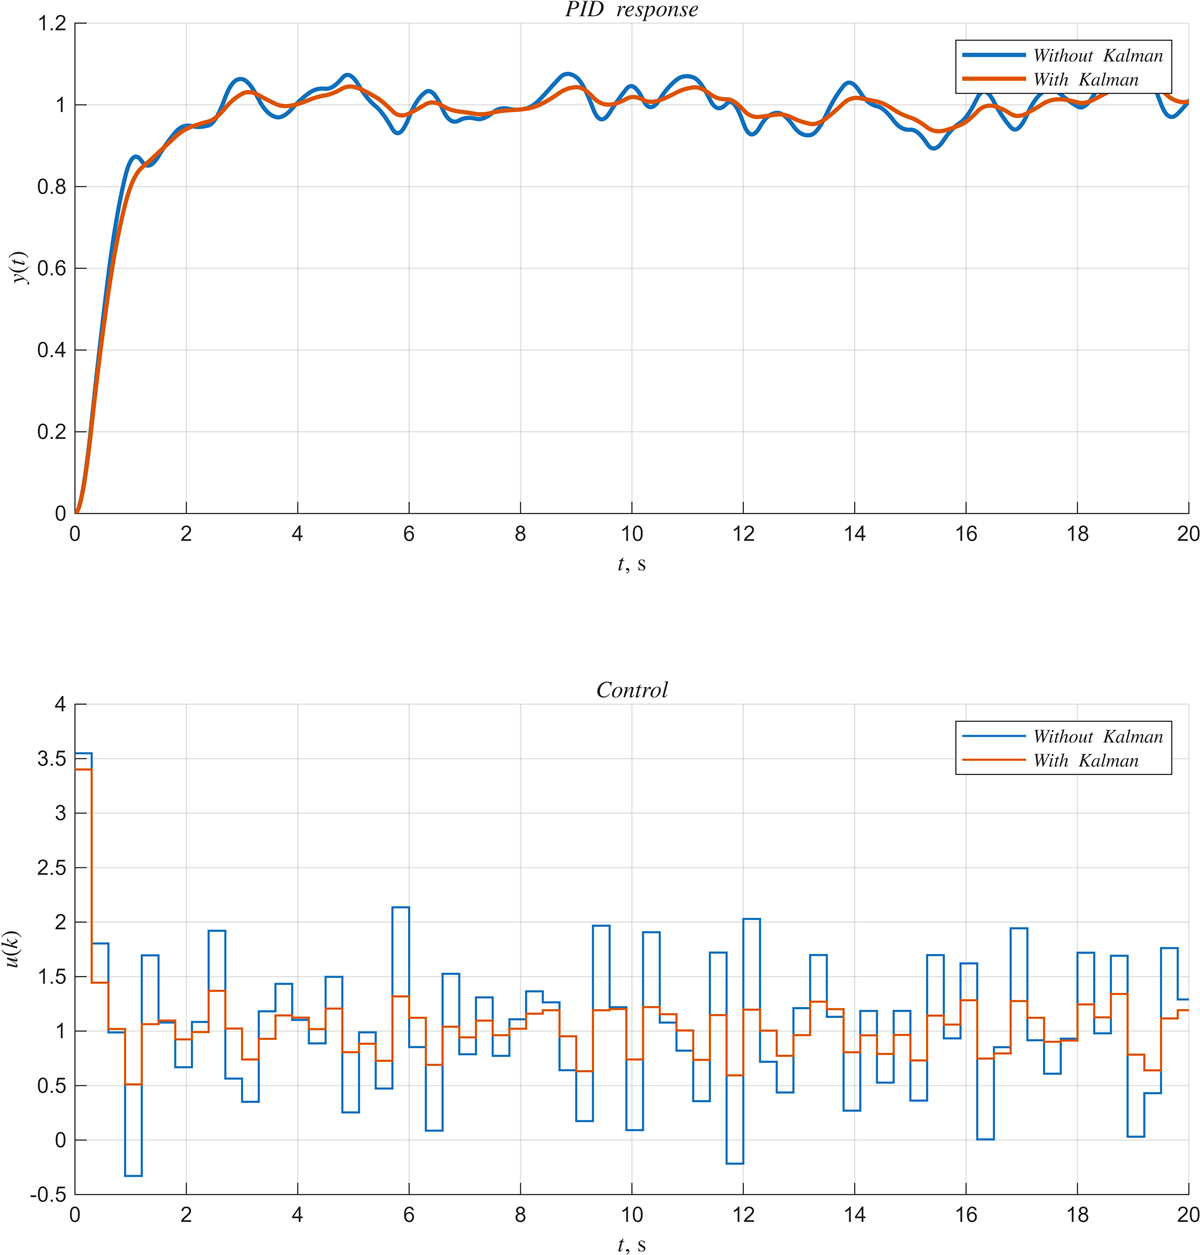 PID response
1.2
1
0.8
0.6
0.4
0.2
0
y(t)
Without Kalman
With Kalman
0 2 4 6 8 10 12 14 16 18 20
t, s
Control
4
3.5
3
2.5
2
1.5
1
0.5
0
-0.5
u(k)
Without Kalman
With Kalman
0 2 4 6 8 10 12 14 16 18 20
t, s